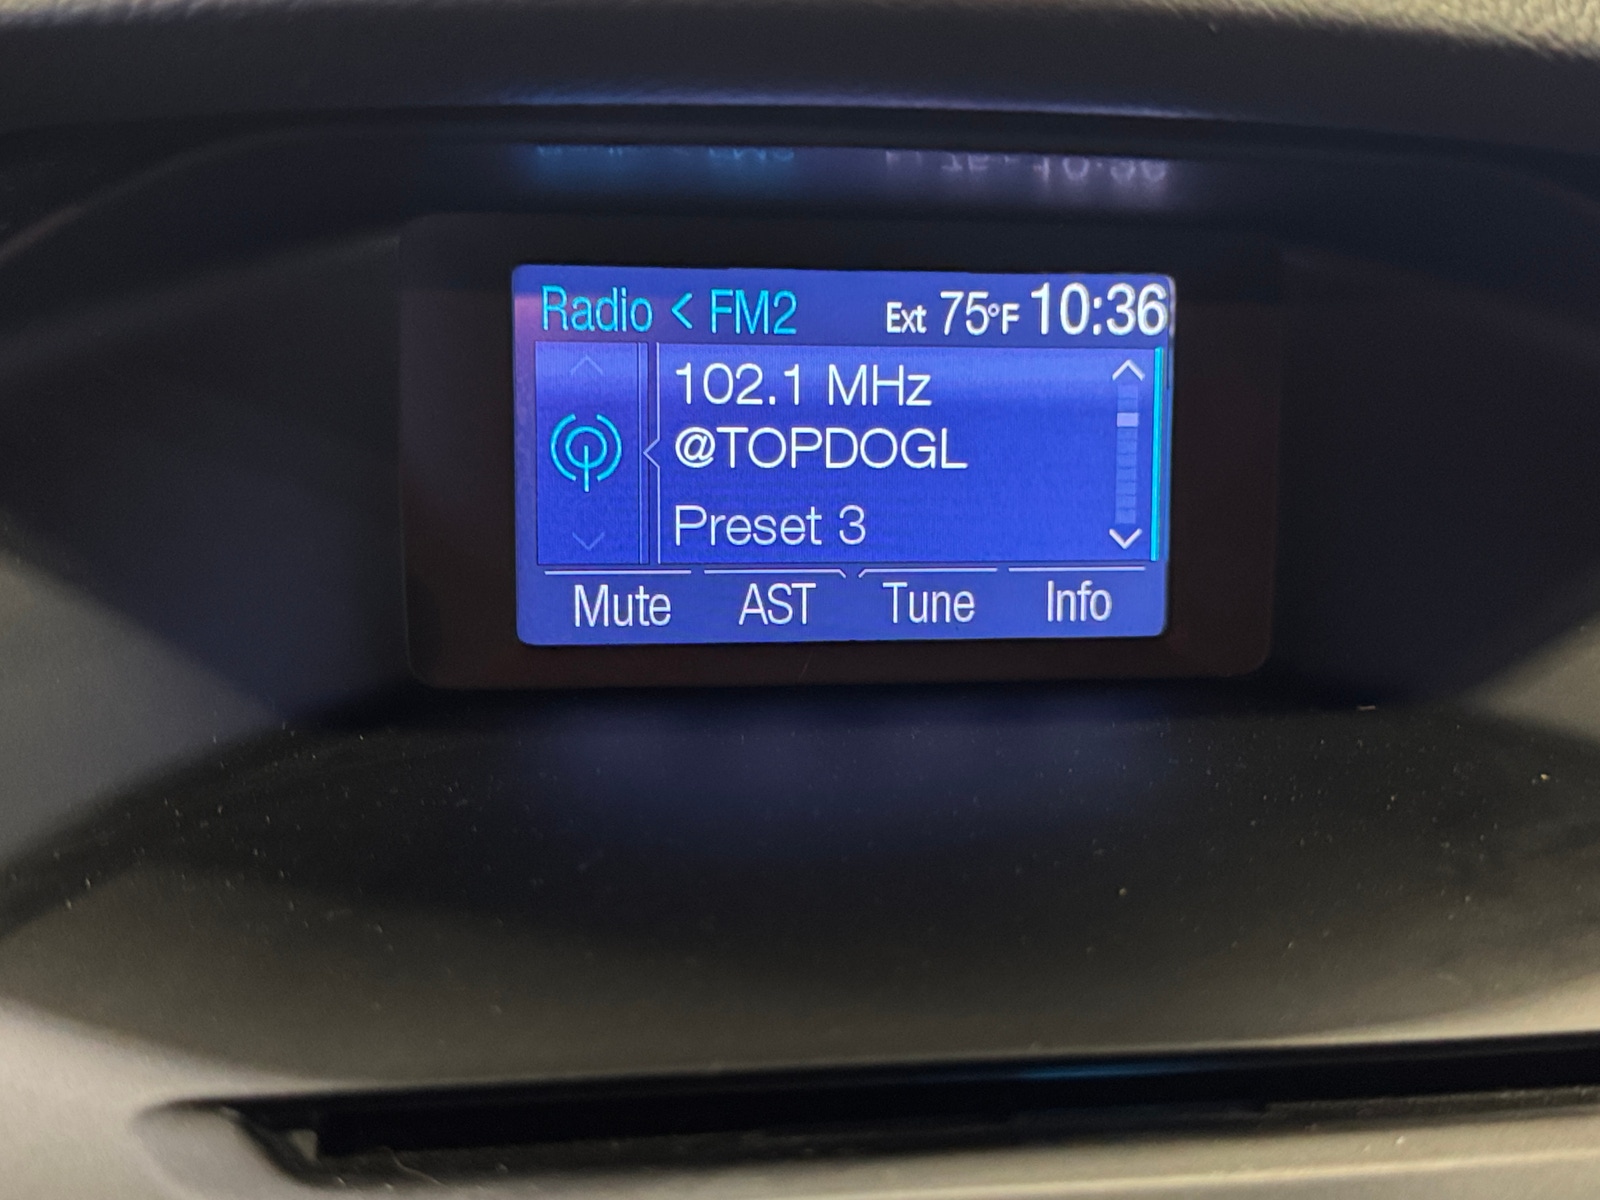 Radio < FM2 Ext 75°F 10:36
102.1 MHz
@TOPDOGL
Preset 3
Mute AST Tune Info